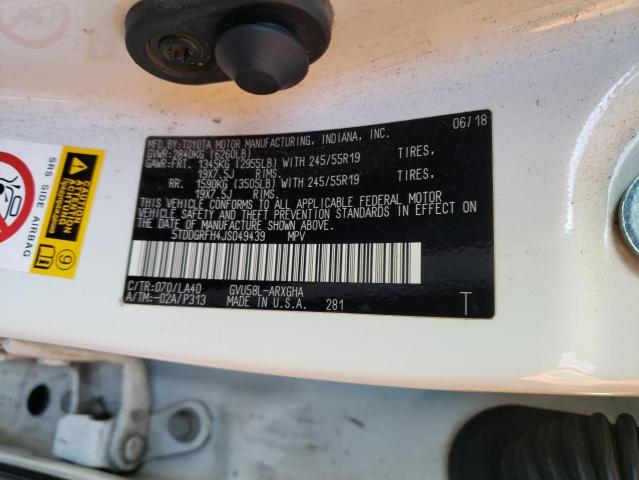 MFD. BY: TOYOTA MOTOR MANUFACTURING, INDIANA, INC. 06/18
GVWR: 2840KG (6260LB)
GAWR: FRT. 1345KG (2955LB) WITH 245/55R19 TIRES,
19X7.5J RIMS.
RR. 1590KG (3505LB) WITH 245/55R19 TIRES,
19X7.5J RIMS.
THIS VEHICLE CONFORMS TO ALL APPLICABLE FEDERAL MOTOR
VEHICLE SAFETY AND THEFT PREVENTION STANDARDS IN EFFECT
ON THE DATE OF MANUFACTURE SHOWN ABOVE.
5TDDGRFH4JS049439 MPV
C/TR: 070/LA40 GVU58L-ARXGHA
A/TM: -02A/P313 MADE IN U.S.A. 281 T
SRS SIDE AIRBAG
CAUTION
ATTENTION
9